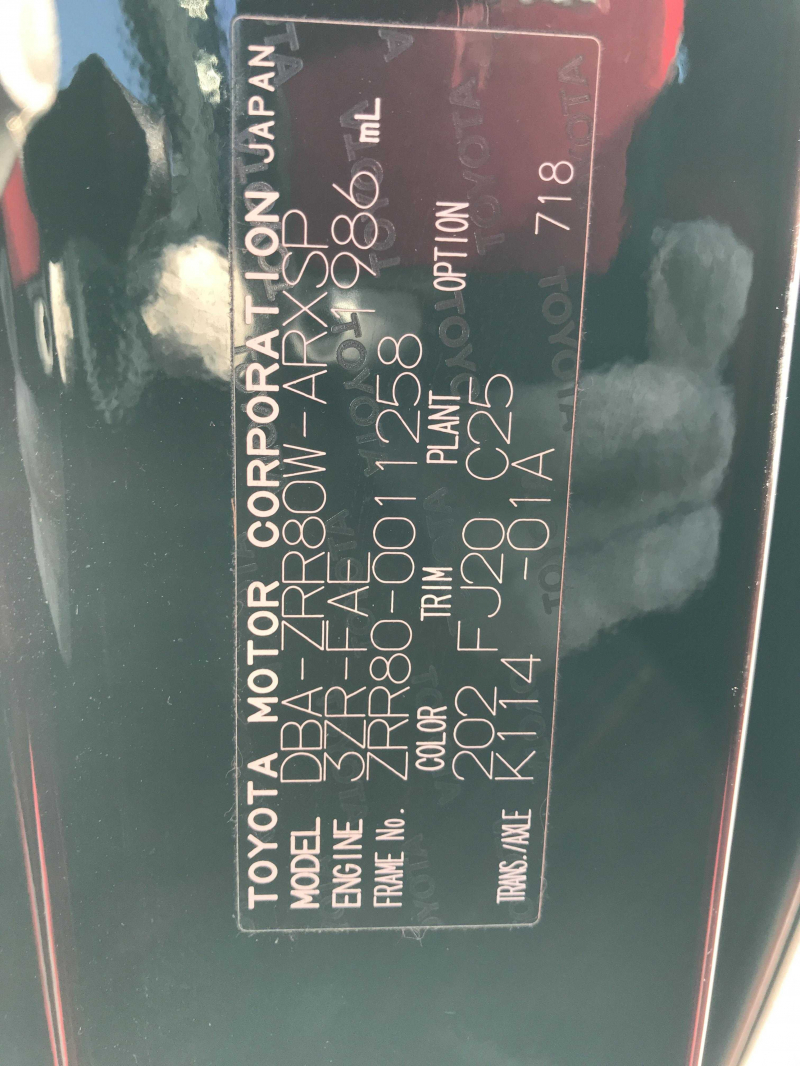 TOYOTA MOTOR CORPORATION JAPAN
MODEL DBA-ZRR80W-ARXSP
ENGINE 3ZR-FAE 1986 mL
FRAME No. ZRR80-0011258
COLOR TRIM PLANT OPTION
202 FJ20 C25
TRANS./AXLE K114 -01A 718